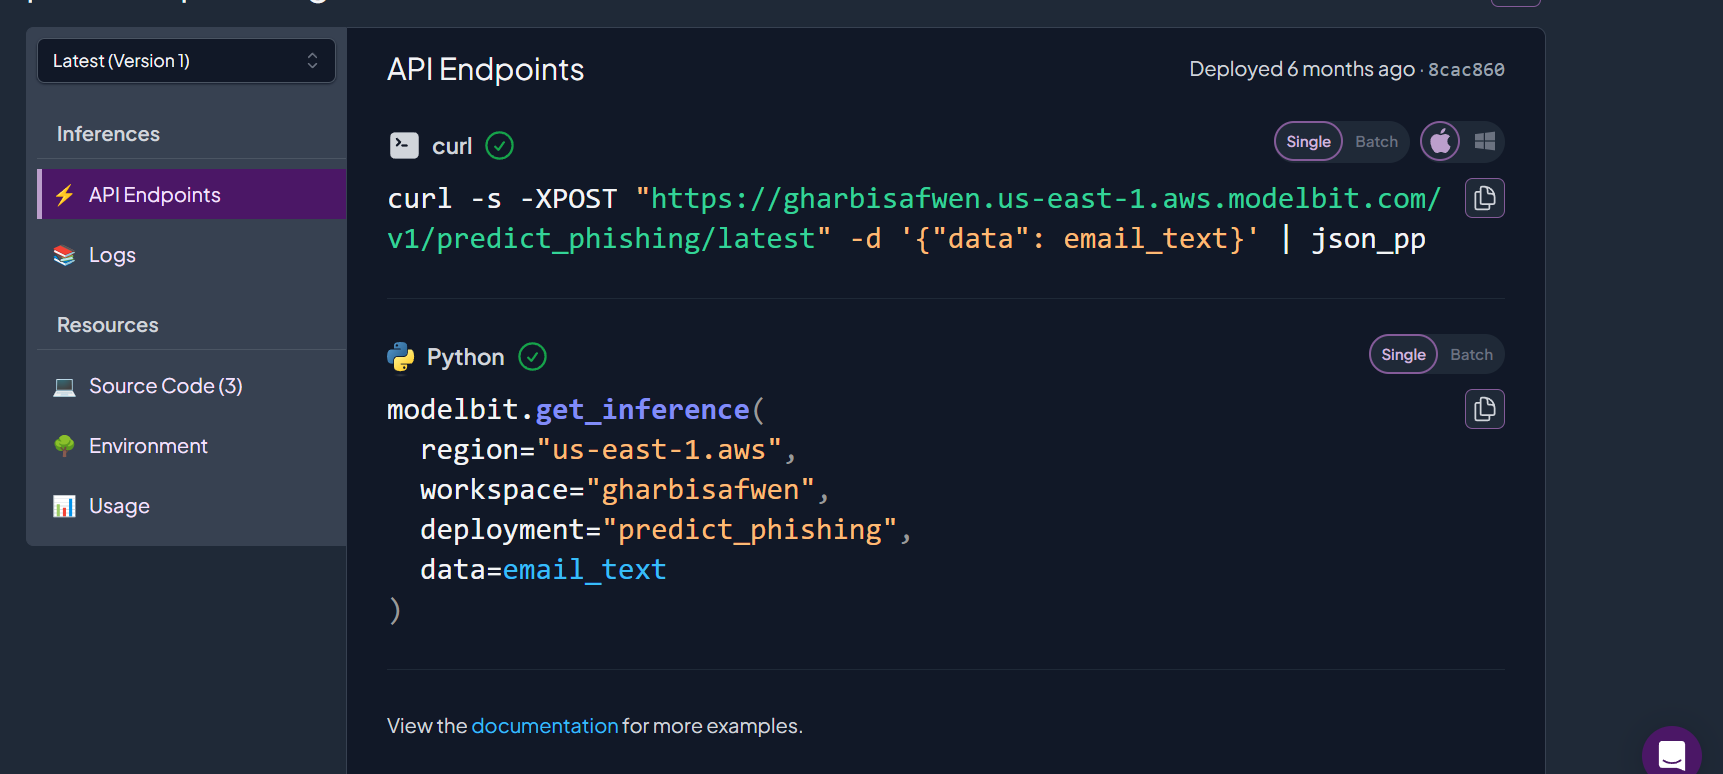 Latest (Version 1)
Inferences
API Endpoints
Logs
Resources
Source Code (3)
Environment
Usage
API Endpoints
Deployed 6 months ago · 8cac860
curl
Single Batch
curl -s -XPOST "https://gharbisafwen.us-east-1.aws.modelbit.com/
v1/predict_phishing/latest" -d '{"data": email_text}' | json_pp
Python
Single Batch
modelbit.get_inference(
region="us-east-1.aws",
workspace="gharbisafwen",
deployment="predict_phishing",
data=email_text
)
View the documentation for more examples.